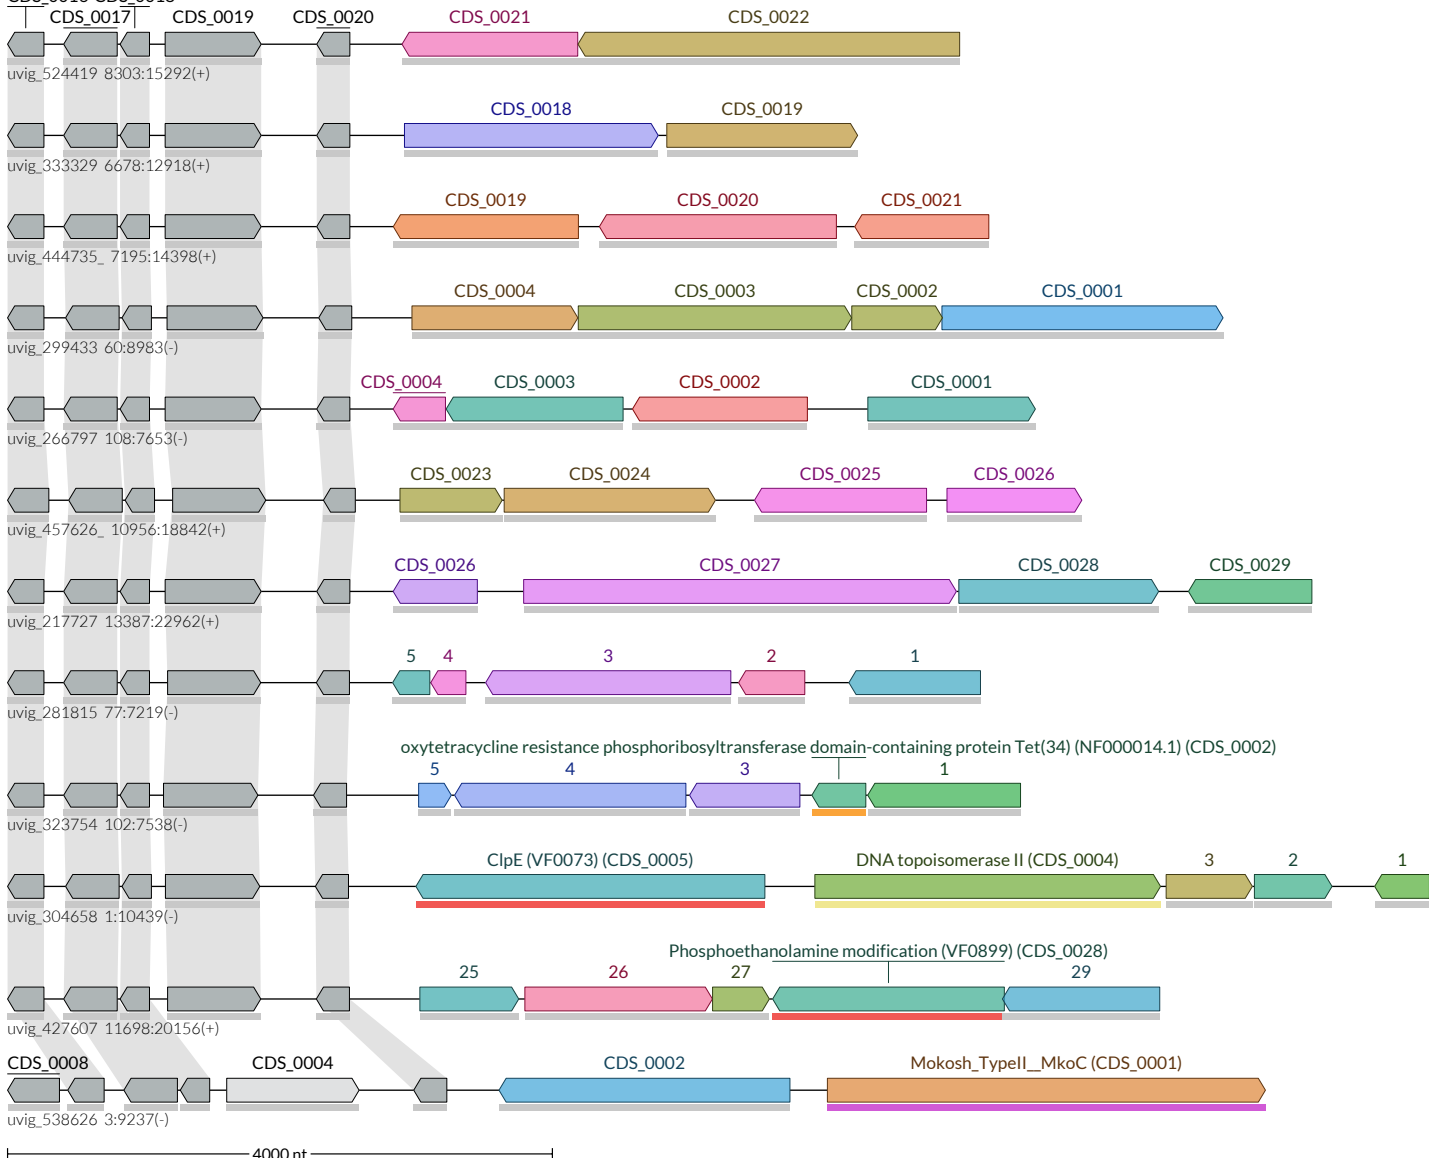 CDS_0017 CDS_0019 CDS_0020 CDS_0021 CDS_0022
uvig_524419 8303:15292(+)
CDS_0018 CDS_0019
uvig_333329 6678:12918(+)
CDS_0019 CDS_0020 CDS_0021
uvig_444735_ 7195:14398(+)
CDS_0004 CDS_0003 CDS_0002 CDS_0001
uvig_299433 60:8983(-)
CDS_0004 CDS_0003 CDS_0002 CDS_0001
uvig_266797 108:7653(-)
CDS_0023 CDS_0024 CDS_0025 CDS_0026
uvig_457626_ 10956:18842(+)
CDS_0026 CDS_0027 CDS_0028 CDS_0029
uvig_217727 13387:22962(+)
5 4 3 2 1
uvig_281815 77:7219(-)
oxytetracycline resistance phosphoribosyltransferase domain-containing protein Tet(34) (NF000014.1) (CDS_0002)
5 4 3 1
uvig_323754 102:7538(-)
ClpE (VF0073) (CDS_0005) DNA topoisomerase II (CDS_0004) 3 2 1
uvig_304658 1:10439(-)
Phosphoethanolamine modification (VF0899) (CDS_0028)
25 26 27 29
uvig_427607 11698:20156(+)
CDS_0008 CDS_0004 CDS_0002 Mokosh_TypeII__MkoC (CDS_0001)
uvig_538626 3:9237(-)
4000 nt